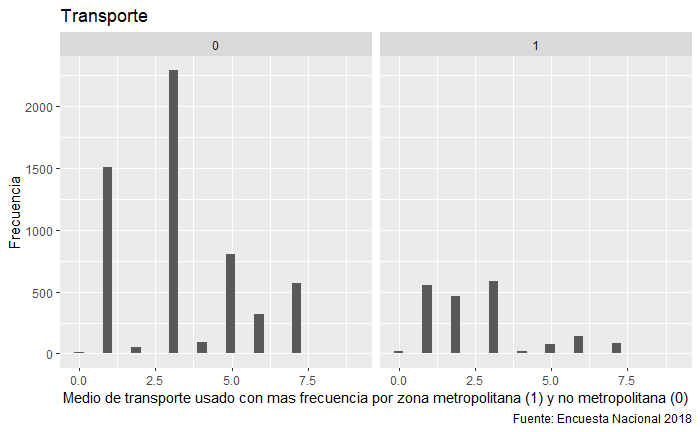 Transporte
0 1
2000
1500
1000
500
0
Frecuencia
0.0 2.5 5.0 7.5 0.0 2.5 5.0 7.5
Medio de transporte usado con mas frecuencia por zona metropolitana (1) y no metropolitana (0)
Fuente: Encuesta Nacional 2018